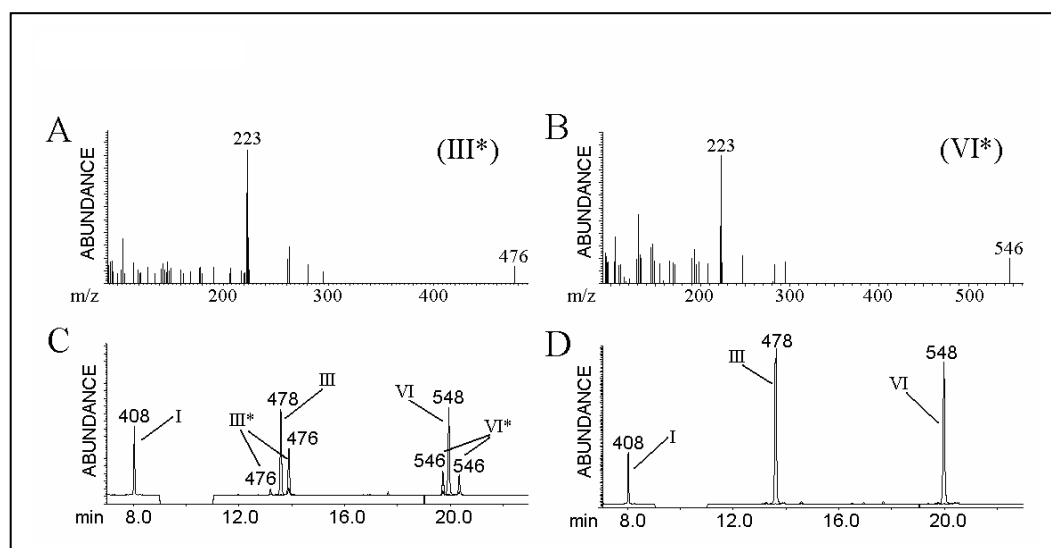 A
B
ABUNDANCE
223
(III*)
476
m/z
200
300
400
ABUNDANCE
223
(VI*)
546
m/z
200
300
400
500
C
D
ABUNDANCE
408
I
III*
476
478
III
476
VI
548
546
VI*
546
min
8.0
12.0
16.0
20.0
ABUNDANCE
408
I
III
478
VI
548
min
8.0
12.0
16.0
20.0